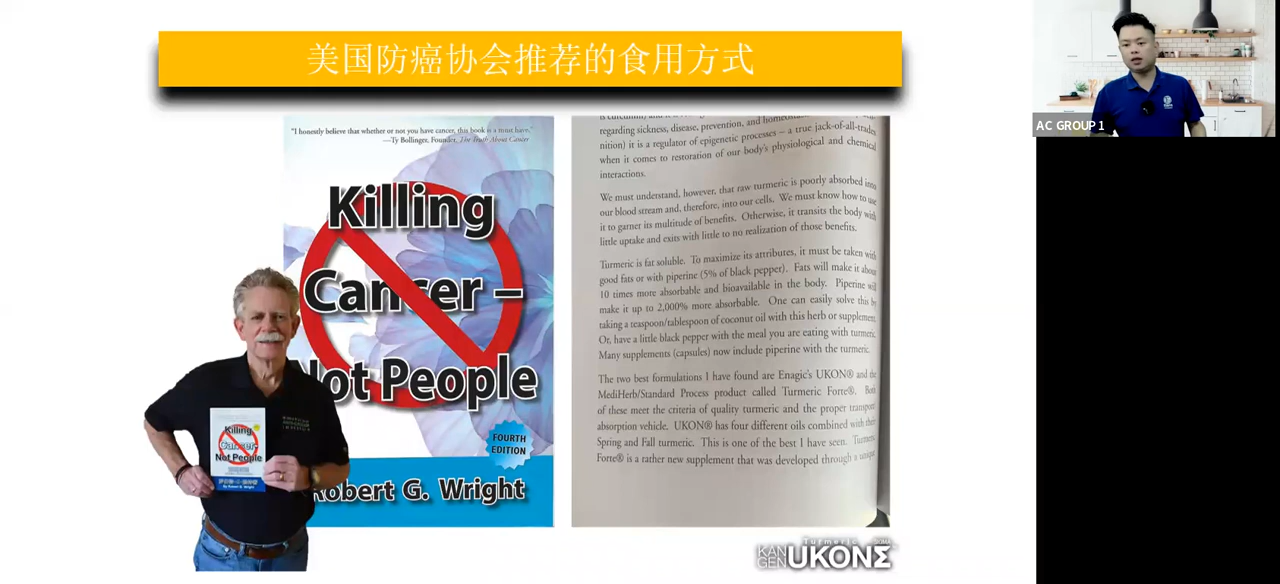 美国防癌协会推荐的食用方式
AC GROUP 1
"I honestly believe that whether or not you have cancer, this book is a must have."
—Ty Bollinger, Founder, The Truth About Cancer
Killing
Cancer –
Not People
FOURTH
EDITION
Robert G. Wright
Killing
Cancer-
Not People
regarding sickness, disease, prevention, and
nition) it is a regulator of epigenetic processes – a true jack-of-all-trades
when it comes to restoration of our body's physiological and chemical
interactions.
We must understand, however, that raw turmeric is poorly absorbed into
our blood stream and, therefore, into our cells. We must know how to use
it to garner its multitude of benefits. Otherwise, it transits the body with
little uptake and exits with little to no realization of those benefits.
Turmeric is fat soluble. To maximize its attributes, it must be taken with
good fats or with piperine (5% of black pepper). Fats will make it about
10 times more absorbable and bioavailable in the body. Piperine will
make it up to 2,000% more absorbable. One can easily solve this by
taking a teaspoon/tablespoon of coconut oil with this herb or supplement.
Or, have a little black pepper with the meal you are eating with turmeric.
Many supplements (capsules) now include piperine with the turmeric.
The two best formulations I have found are Enagic's UKON® and the
MediHerb/Standard Process product called Turmeric Forte®. Both
of these meet the criteria of quality turmeric and the proper transport
absorption vehicle. UKON® has four different oils combined with their
Spring and Fall turmeric. This is one of the best I have seen. Turmeric
Forte® is a rather new supplement that was developed through a unique
Turmeric
KAN
GEN UKON Σ